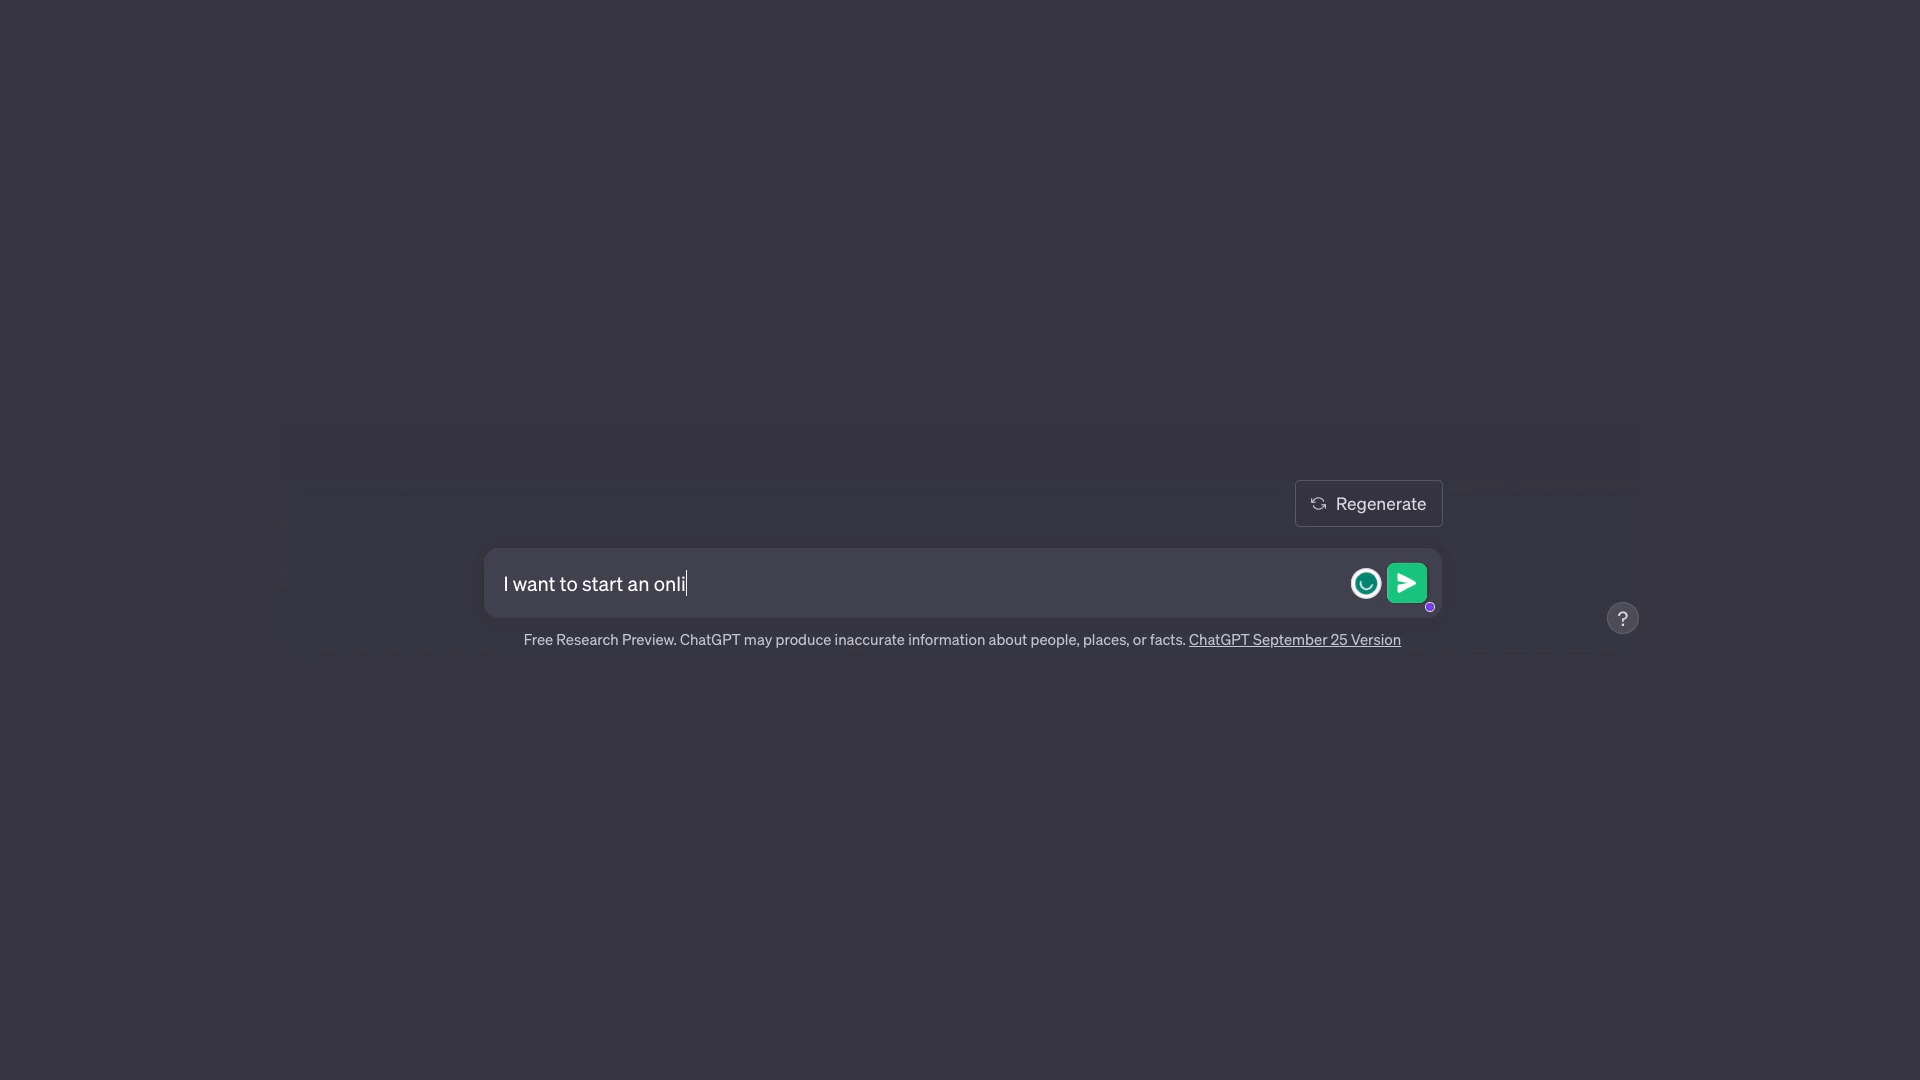 Regenerate
I want to start an onli
Free Research Preview. ChatGPT may produce inaccurate information about people, places, or facts. ChatGPT September 25 Version
?